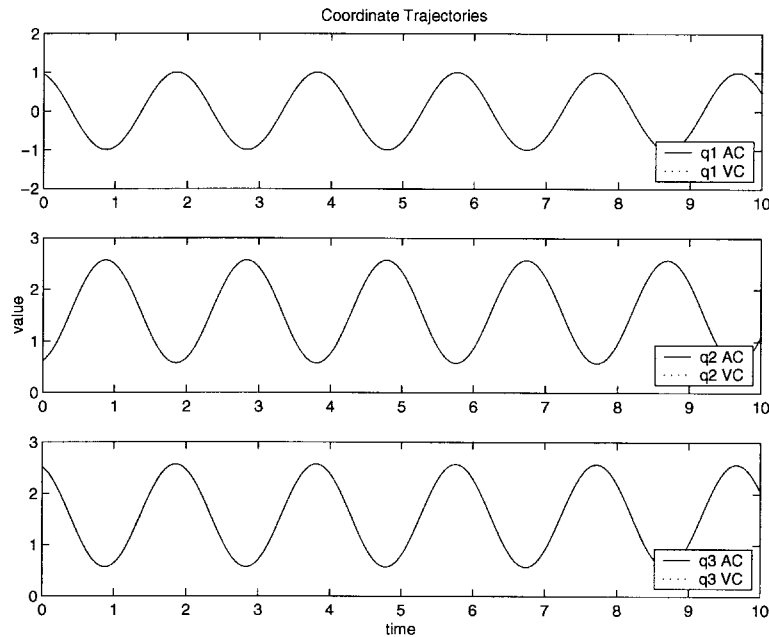 Coordinate Trajectories
2
1
0
−1
−2
0 1 2 3 4 5 6 7 8 9 10
q1 AC
q1 VC
3
2
1
0
value
0 1 2 3 4 5 6 7 8 9 10
q2 AC
q2 VC
3
2
1
0
0 1 2 3 4 5 6 7 8 9 10
q3 AC
q3 VC
time